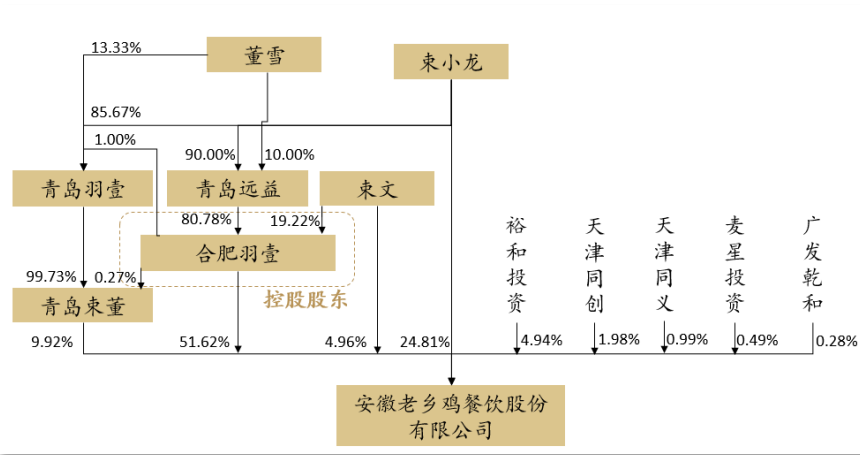 13.33%
董雪
束小龙
85.67%
1.00%
90.00%
10.00%
青岛羽壹
青岛远益
束文
80.78%
19.22%
合肥羽壹
99.73%
0.27%
控股股东
青岛束董
裕和投资
天津同创
天津同义
麦星投资
广发乾和
9.92%
51.62%
4.96%
24.81%
4.94%
1.98%
0.99%
0.49%
0.28%
安徽老乡鸡餐饮股份
有限公司